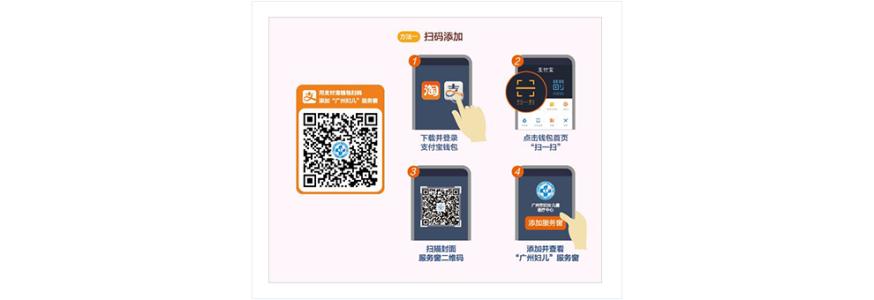 方法一 扫码添加
用支付宝钱包扫码
添加“广州妇儿”服务窗
1
淘 支
下载并登录
支付宝钱包
2
支付宝
扫一扫
点击钱包首页
“扫一扫”
3
扫描封面
服务窗二维码
4
广州市妇女儿童
医疗中心
添加服务窗
添加并查看
“广州妇儿”服务窗